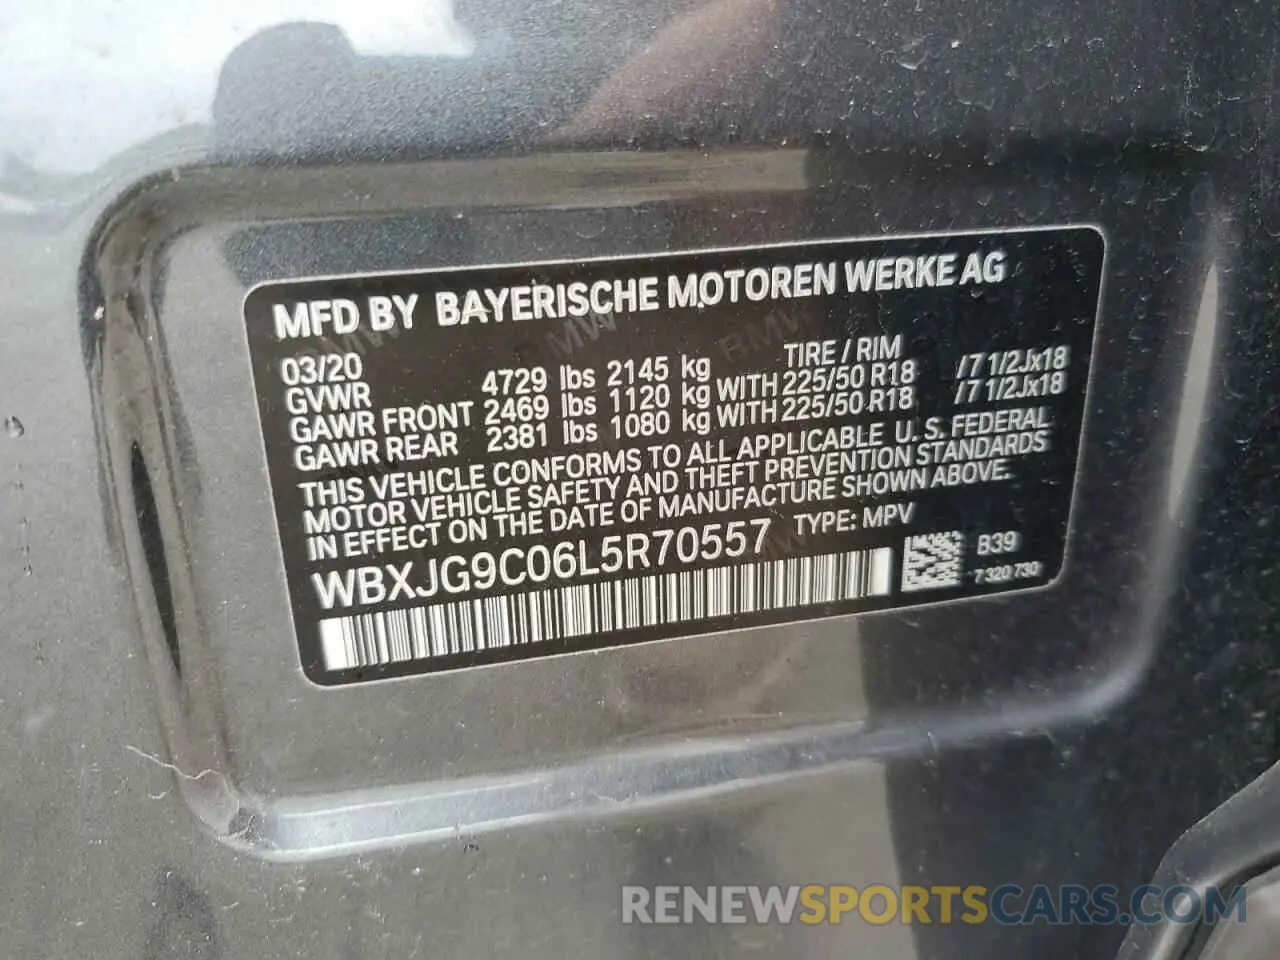 MFD BY BAYERISCHE MOTOREN WERKE AG
03/20 TIRE / RIM
GVWR 4729 lbs 2145 kg
GAWR FRONT 2469 lbs 1120 kg WITH 225/50 R18 /7 1/2Jx18
GAWR REAR 2381 lbs 1080 kg WITH 225/50 R18 /7 1/2Jx18
THIS VEHICLE CONFORMS TO ALL APPLICABLE U. S. FEDERAL
MOTOR VEHICLE SAFETY AND THEFT PREVENTION STANDARDS
IN EFFECT ON THE DATE OF MANUFACTURE SHOWN ABOVE.
WBXJG9C06L5R70557 TYPE: MPV
B39
7 320 730
RENEWSPORTSCARS.COM